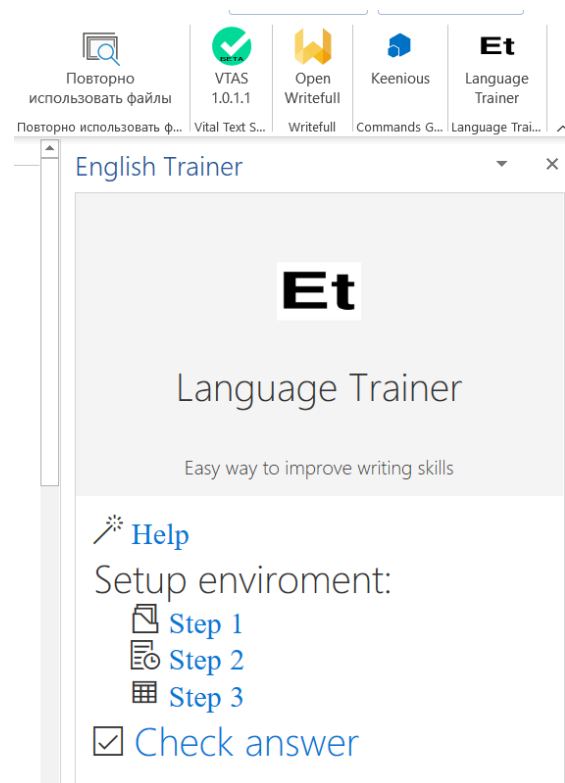 Повторно
использовать файлы
BETA
VTAS
1.0.1.1
Open
Writefull
Keenious
Et
Language
Trainer
Повторно использовать ф...
Vital Text S...
Writefull
Commands G...
Language Trai...
English Trainer
Et
Language Trainer
Easy way to improve writing skills
Help
Setup enviroment:
Step 1
Step 2
Step 3
Check answer